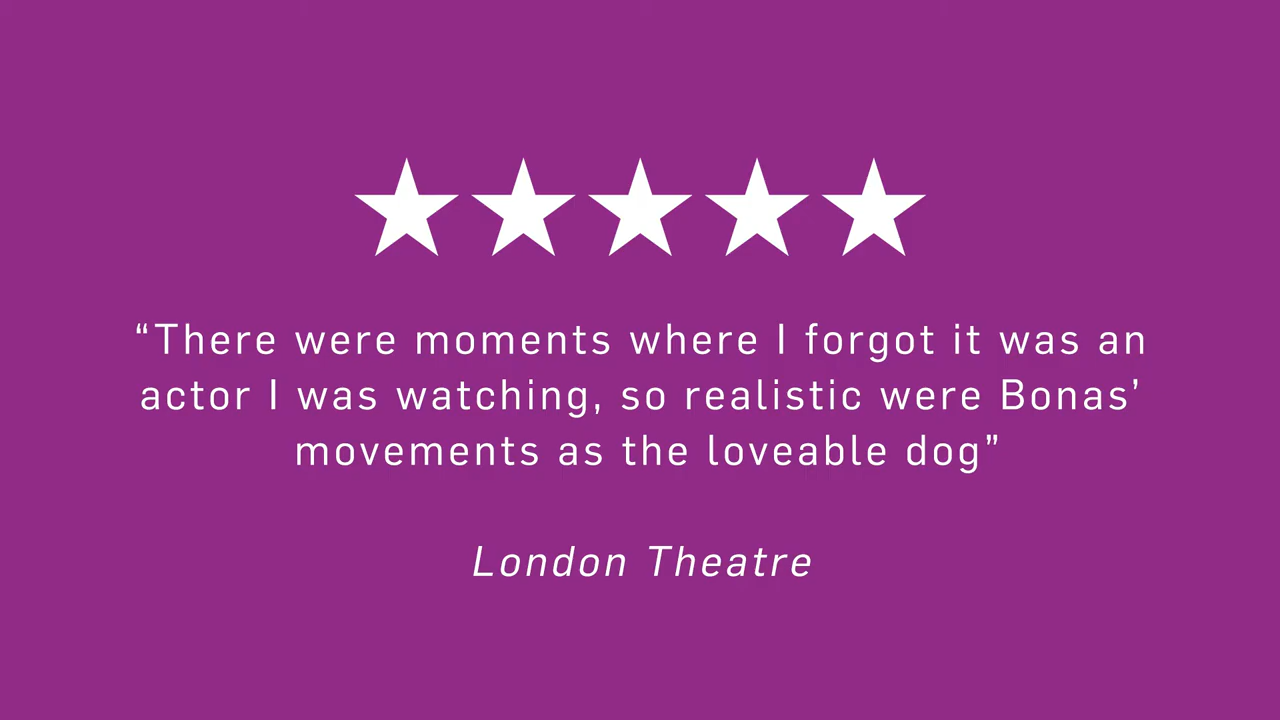 “There were moments where I forgot it was an
actor I was watching, so realistic were Bonas’
movements as the loveable dog”
London Theatre